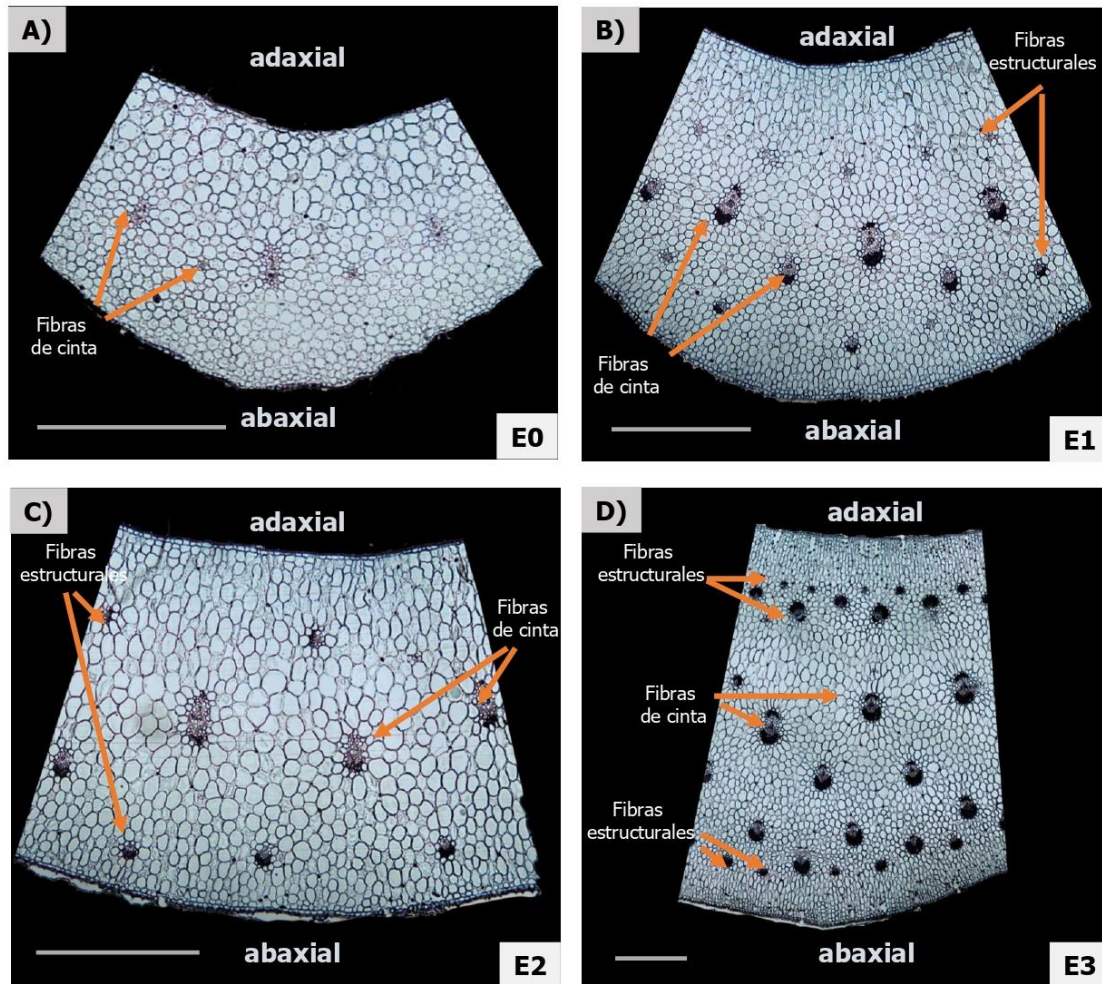 A)
adaxial
Fibras
de cinta
abaxial
E0
B)
adaxial
Fibras
estructurales
Fibras
de cinta
abaxial
E1
C)
adaxial
Fibras
estructurales
Fibras
de cinta
abaxial
E2
D)
adaxial
Fibras
estructurales
Fibras
de cinta
Fibras
estructurales
abaxial
E3